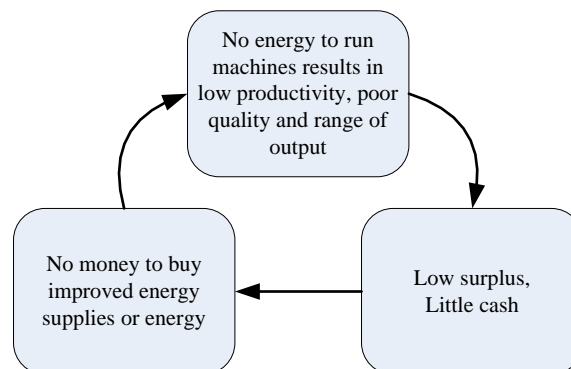 No energy to run
machines results in
low productivity, poor
quality and range of
output
Low surplus,
Little cash
No money to buy
improved energy
supplies or energy